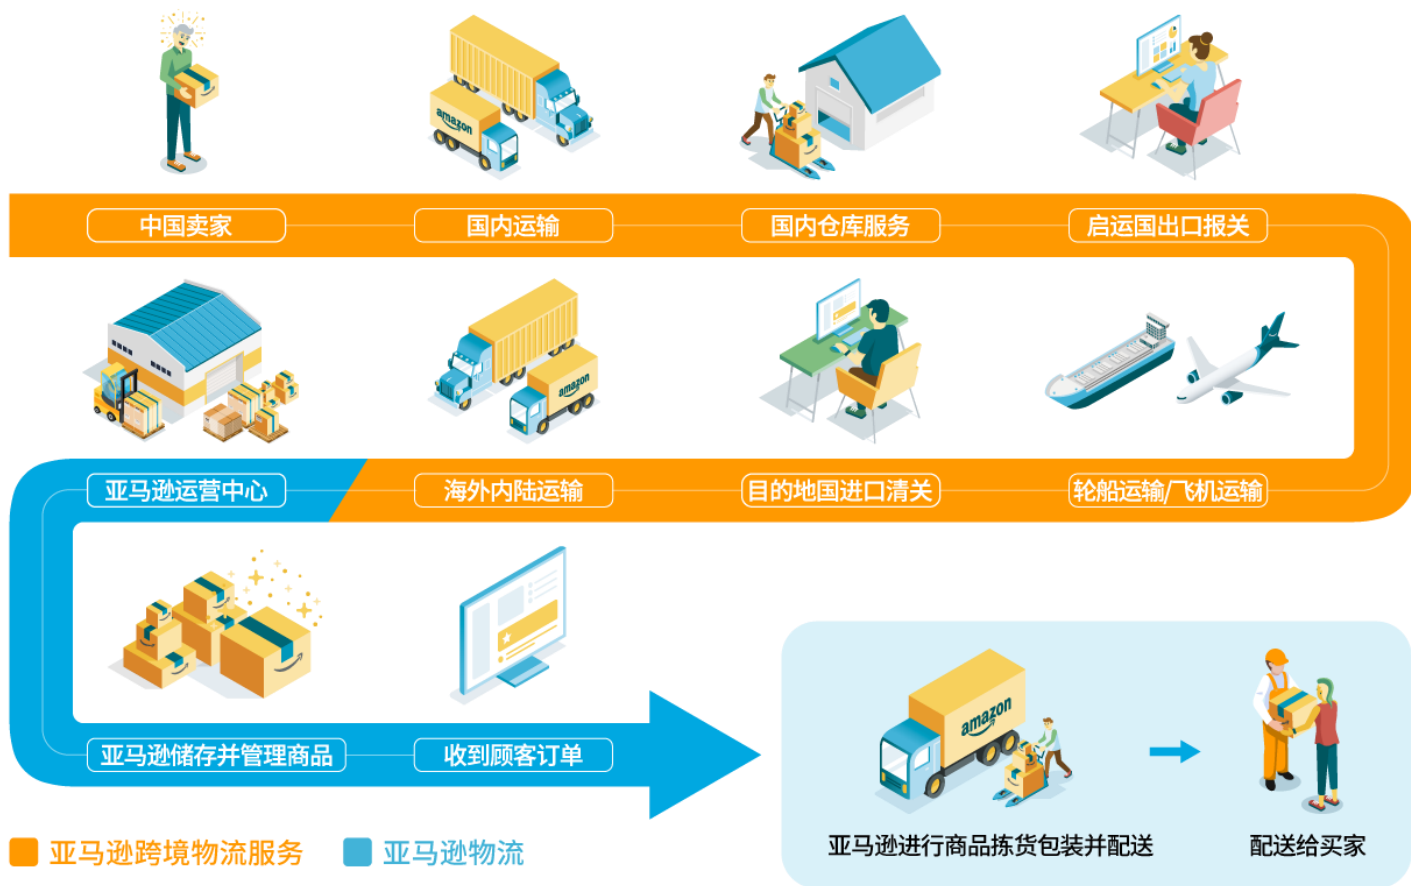 amazon
中国卖家
国内运输
国内仓库服务
启运国出口报关
amazon
亚马逊运营中心
海外内陆运输
目的地国进口清关
轮船运输/飞机运输
亚马逊储存并管理商品
收到顾客订单
amazon
亚马逊进行商品拣货包装并配送
配送给买家
亚马逊跨境物流服务
亚马逊物流